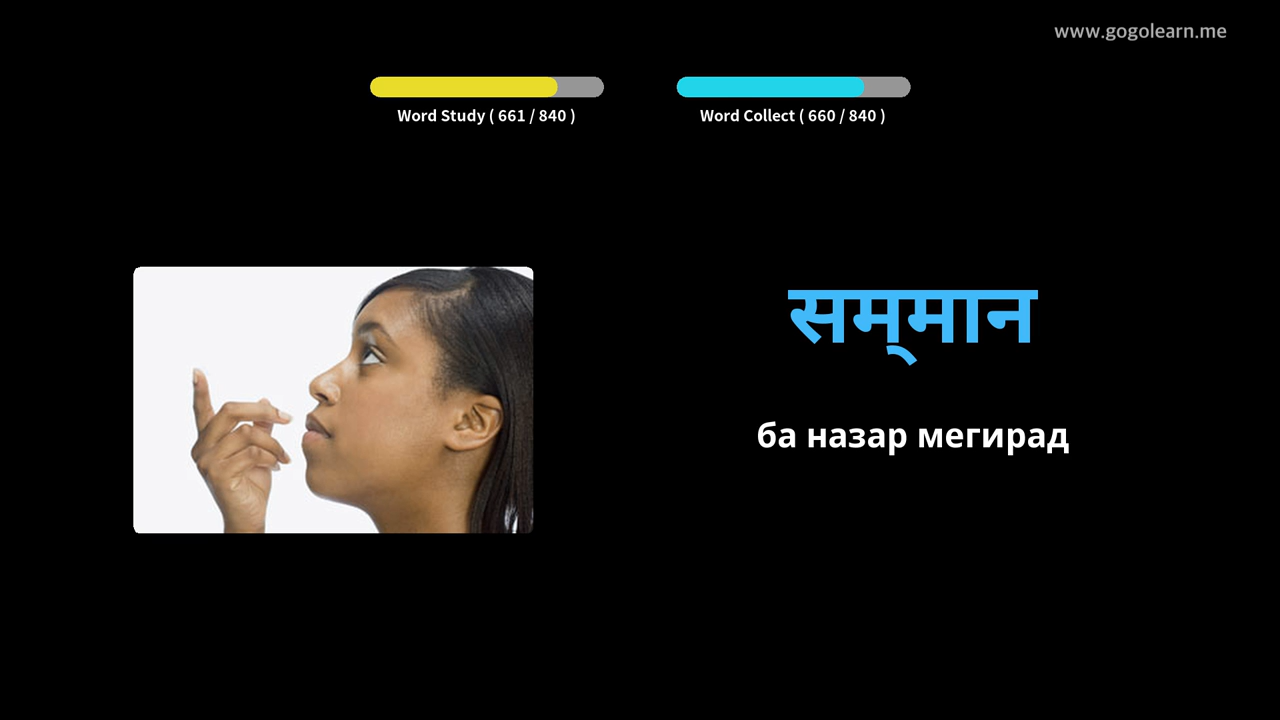 www.gogolearn.me
Word Study ( 661 / 840 )
Word Collect ( 660 / 840 )
सम्‌मान
ба назар мегирад